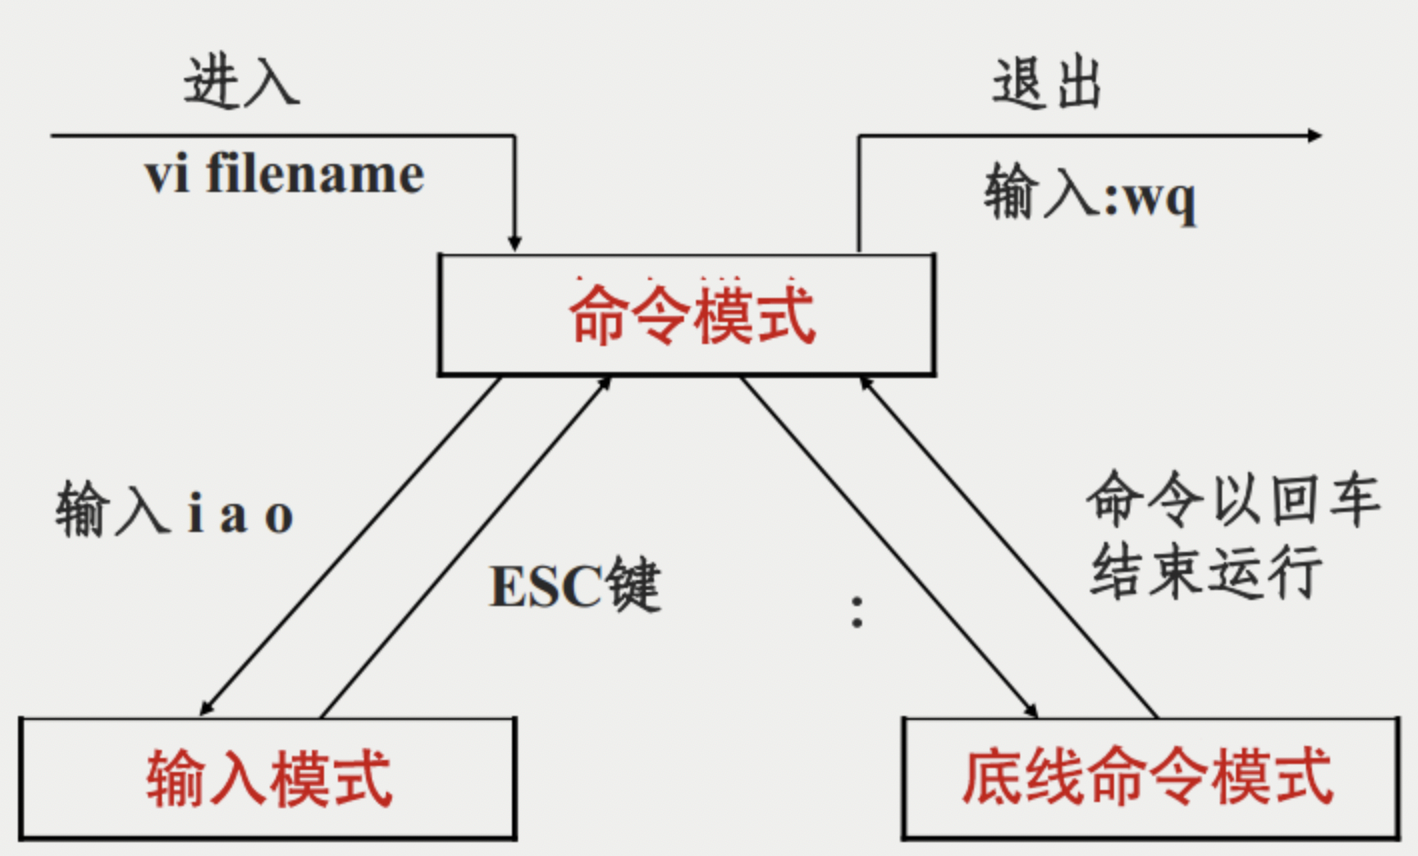 进入
vi filename
退出
输入:wq
命令模式
输入 i a o
ESC键
:
命令以回车
结束运行
输入模式
底线命令模式